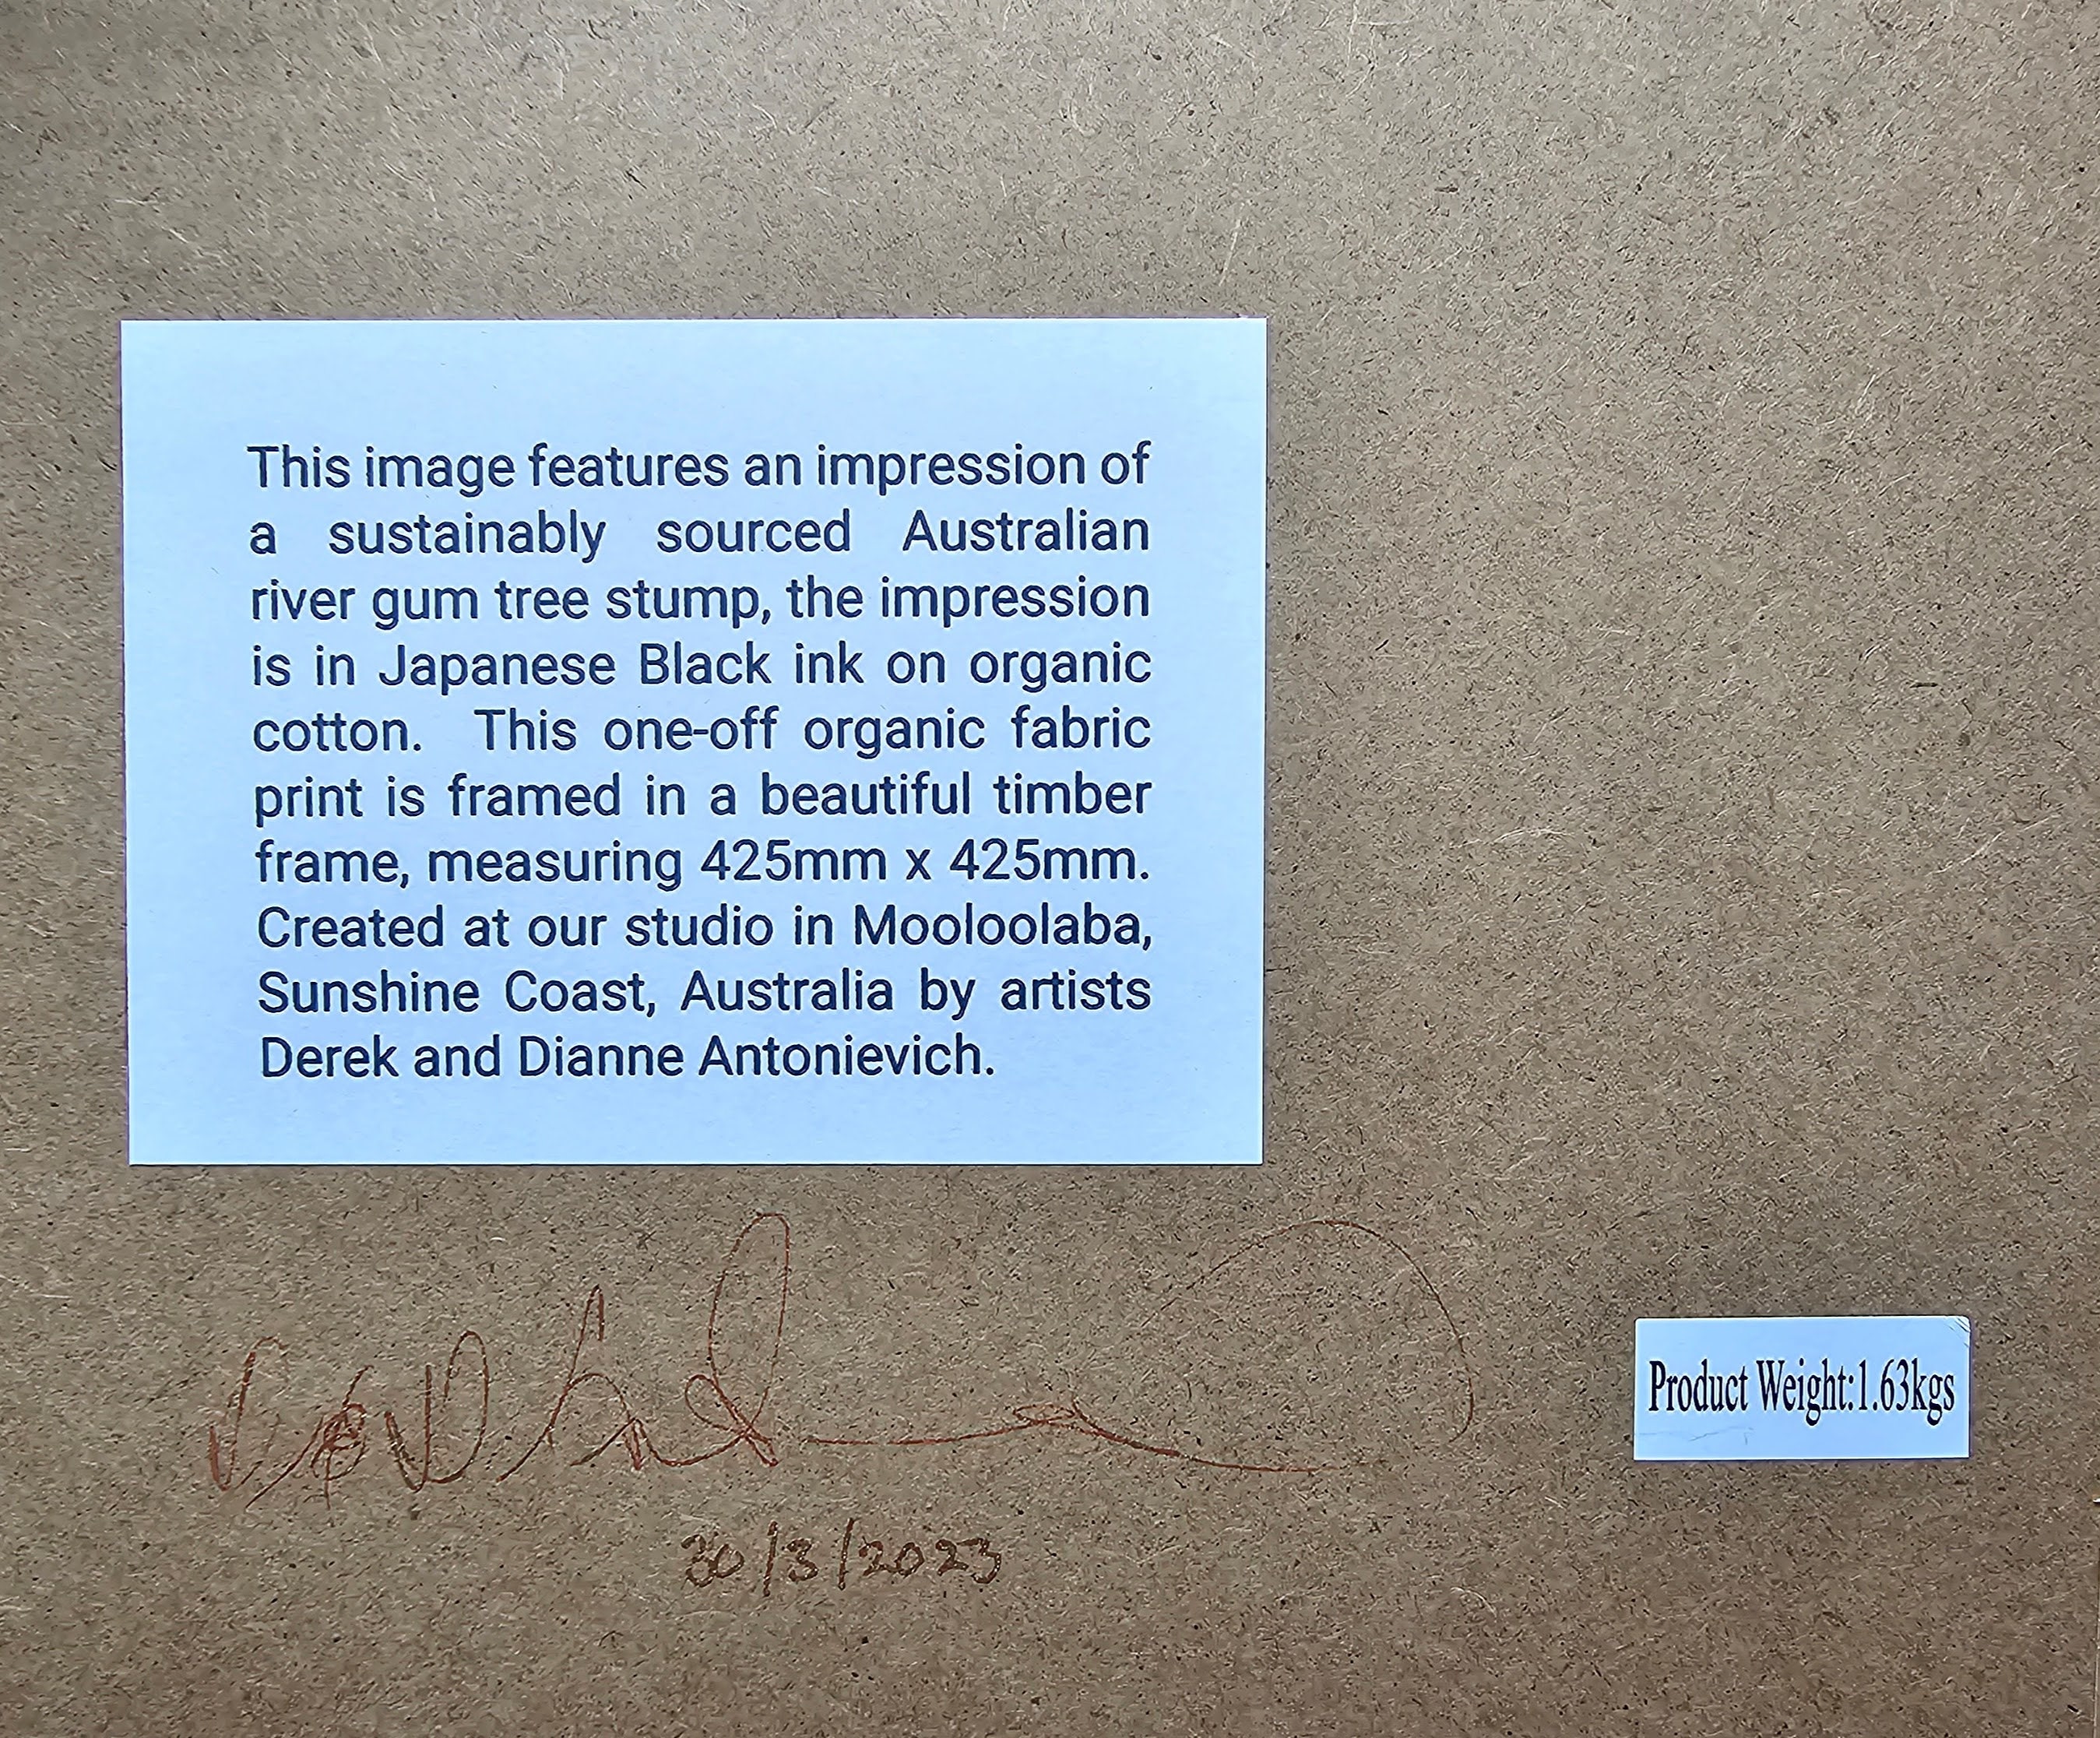 This image features an impression of
a sustainably sourced Australian
river gum tree stump, the impression
is in Japanese Black ink on organic
cotton. This one-off organic fabric
print is framed in a beautiful timber
frame, measuring 425mm x 425mm.
Created at our studio in Mooloolaba,
Sunshine Coast, Australia by artists
Derek and Dianne Antonievich.
Product Weight:1.63kgs
30/3/2023